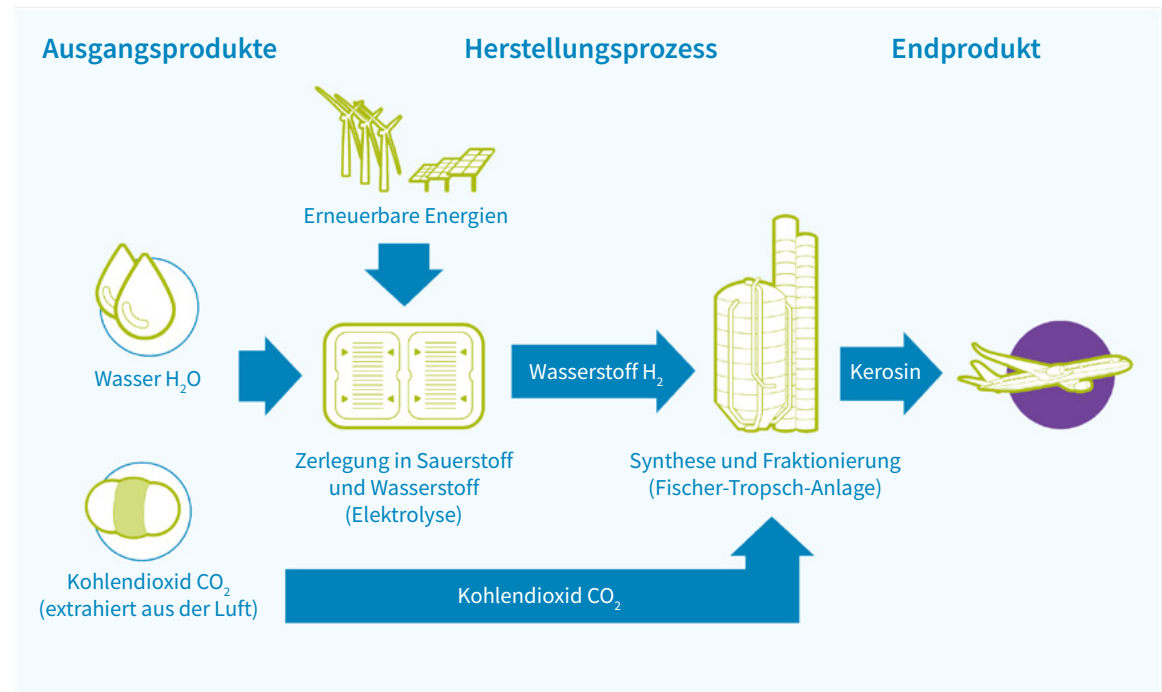 Ausgangsprodukte
Herstellungsprozess
Endprodukt
Erneuerbare Energien
Wasser H₂O
Wasserstoff H₂
Kerosin
Zerlegung in Sauerstoff
und Wasserstoff
(Elektrolyse)
Synthese und Fraktionierung
(Fischer-Tropsch-Anlage)
Kohlendioxid CO₂
(extrahiert aus der Luft)
Kohlendioxid CO₂